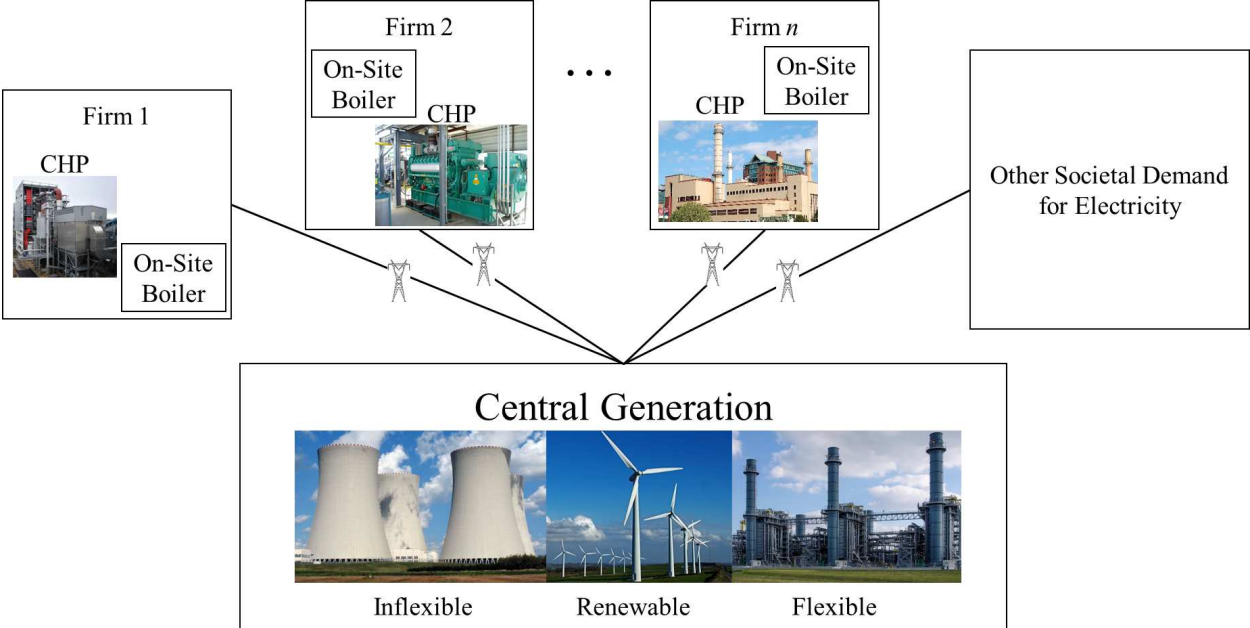 Firm 1
CHP
On-Site
Boiler
Firm 2
On-Site
Boiler
CHP
...
Firm n
On-Site
Boiler
CHP
Other Societal Demand
for Electricity
Central Generation
Inflexible
Renewable
Flexible